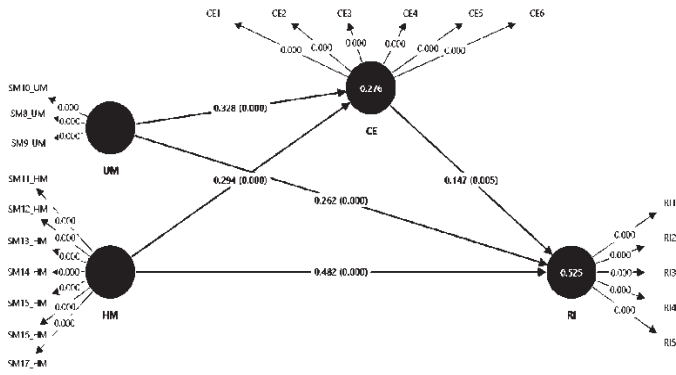 CE1 CE2 CE3 CE4 CE5 CE6
0.000 0.000 0.000 0.000 0.000 0.000
0.276
CE
SM10_UM
SM8_UM
SM9_UM
0.000
0.000
0.000
UM
0.328 (0.000)
0.294 (0.000)
0.262 (0.000)
0.147 (0.005)
0.482 (0.000)
SM11_HM
SM12_HM
SM13_HM
SM14_HM
SM15_HM
SM16_HM
SM17_HM
0.000
0.000
0.000
0.000
0.000
0.000
HM
0.525
RI
0.000
0.000
0.000
0.000
0.000
RI1
RI2
RI3
RI4
RI5